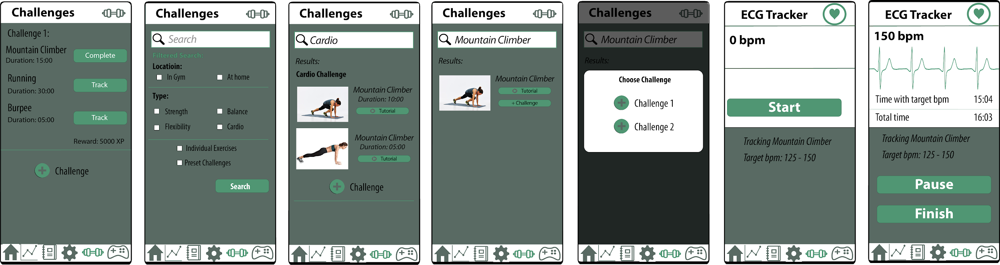 Challenges
Challenge 1:
Mountain Climber
Duration: 15:00
Complete
Running
Duration: 30:00
Track
Burpee
Duration: 05:00
Track
Reward: 5000 XP
Challenge
Challenges
Search
Filtered Search:
Locatioin:
In Gym
At home
Type:
Strength
Balance
Flexibility
Cardio
Individual Exercises
Preset Challenges
Search
Challenges
Cardio
Results:
Cardio Challenge
Mountain Climber
Duration: 10:00
Tutorial
Mountain Climber
Duration: 05:00
Tutorial
Challenge
Challenges
Mountain Climber
Results:
Mountain Climber
Tutorial
+ Challenge
Challenges
Mountain Climber
Results:
Choose Challenge
Challenge 1
Challenge 2
ECG Tracker
0 bpm
Start
Tracking Mountain Climber
Target bpm: 125 - 150
ECG Tracker
150 bpm
Time with target bpm 15:04
Total time 16:03
Tracking Mountain Climber
Target bpm: 125 - 150
Pause
Finish